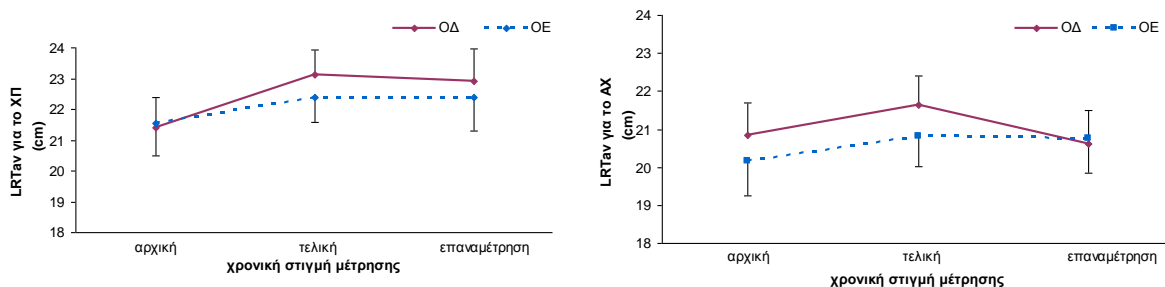 ΟΔ ΟΕ
LRTav για το ΧΠ
(cm)
24
23
22
21
20
19
18
αρχική τελική επαναμέτρηση
χρονική στιγμή μέτρησης
ΟΔ ΟΕ
LRTav για το ΑΧ
(cm)
24
23
22
21
20
19
18
αρχική τελική επαναμέτρηση
χρονική στιγμή μέτρησης